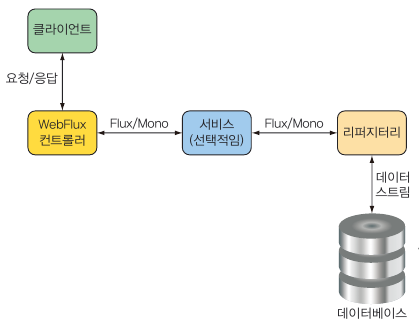 클라이언트
요청/응답
WebFlux
컨트롤러
Flux/Mono
서비스
(선택적임)
Flux/Mono
리퍼지터리
데이터
스트림
데이터베이스